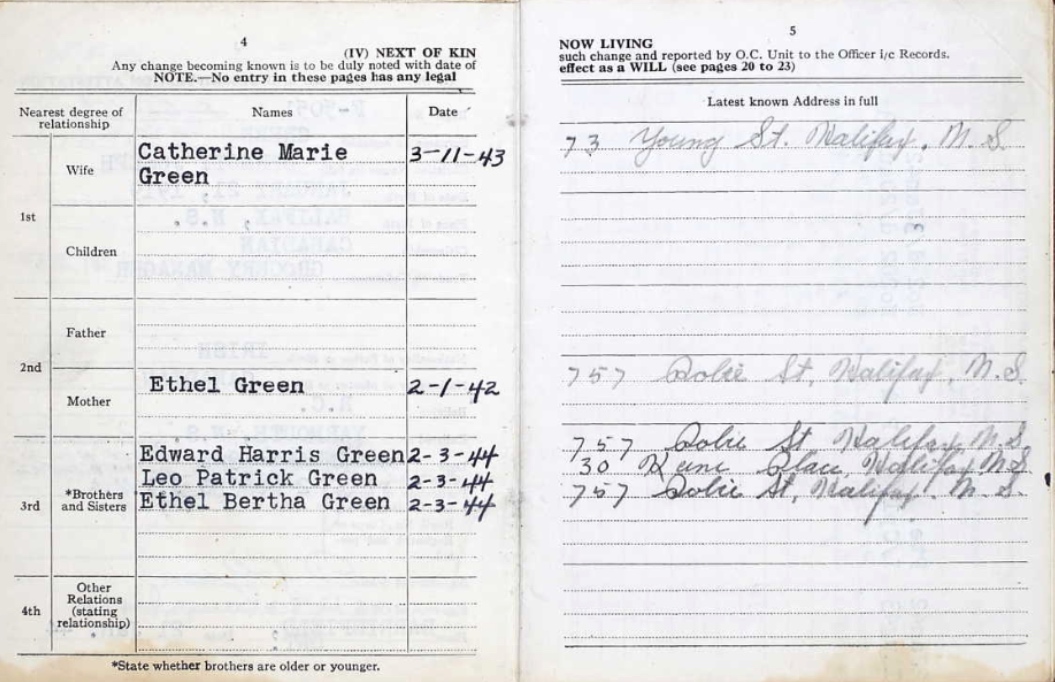 4
(IV) NEXT OF KIN
Any change becoming known is to be duly noted with date of
NOTE.—No entry in these pages has any legal
Nearest degree of relationship
Names
Date
1st
Wife
Catherine Marie
Green
3-11-43
Children
2nd
Father
Mother
Ethel Green
2-1-42
3rd
*Brothers
and Sisters
Edward Harris Green 2-3-44
Leo Patrick Green 2-3-44
Ethel Bertha Green 2-3-44
4th
Other
Relations
(stating
relationship)
*State whether brothers are older or younger.
5
NOW LIVING
such change and reported by O.C. Unit to the Officer i/c Records.
effect as a WILL (see pages 20 to 23)
Latest known Address in full
73 Young St. Halifax, N.S.
757 Robie St, Halifax, N.S.
757 Robie St Halifax N.S.
30 Kane Place, Halifax N.S.
757 Robie St, Halifax, N.S.